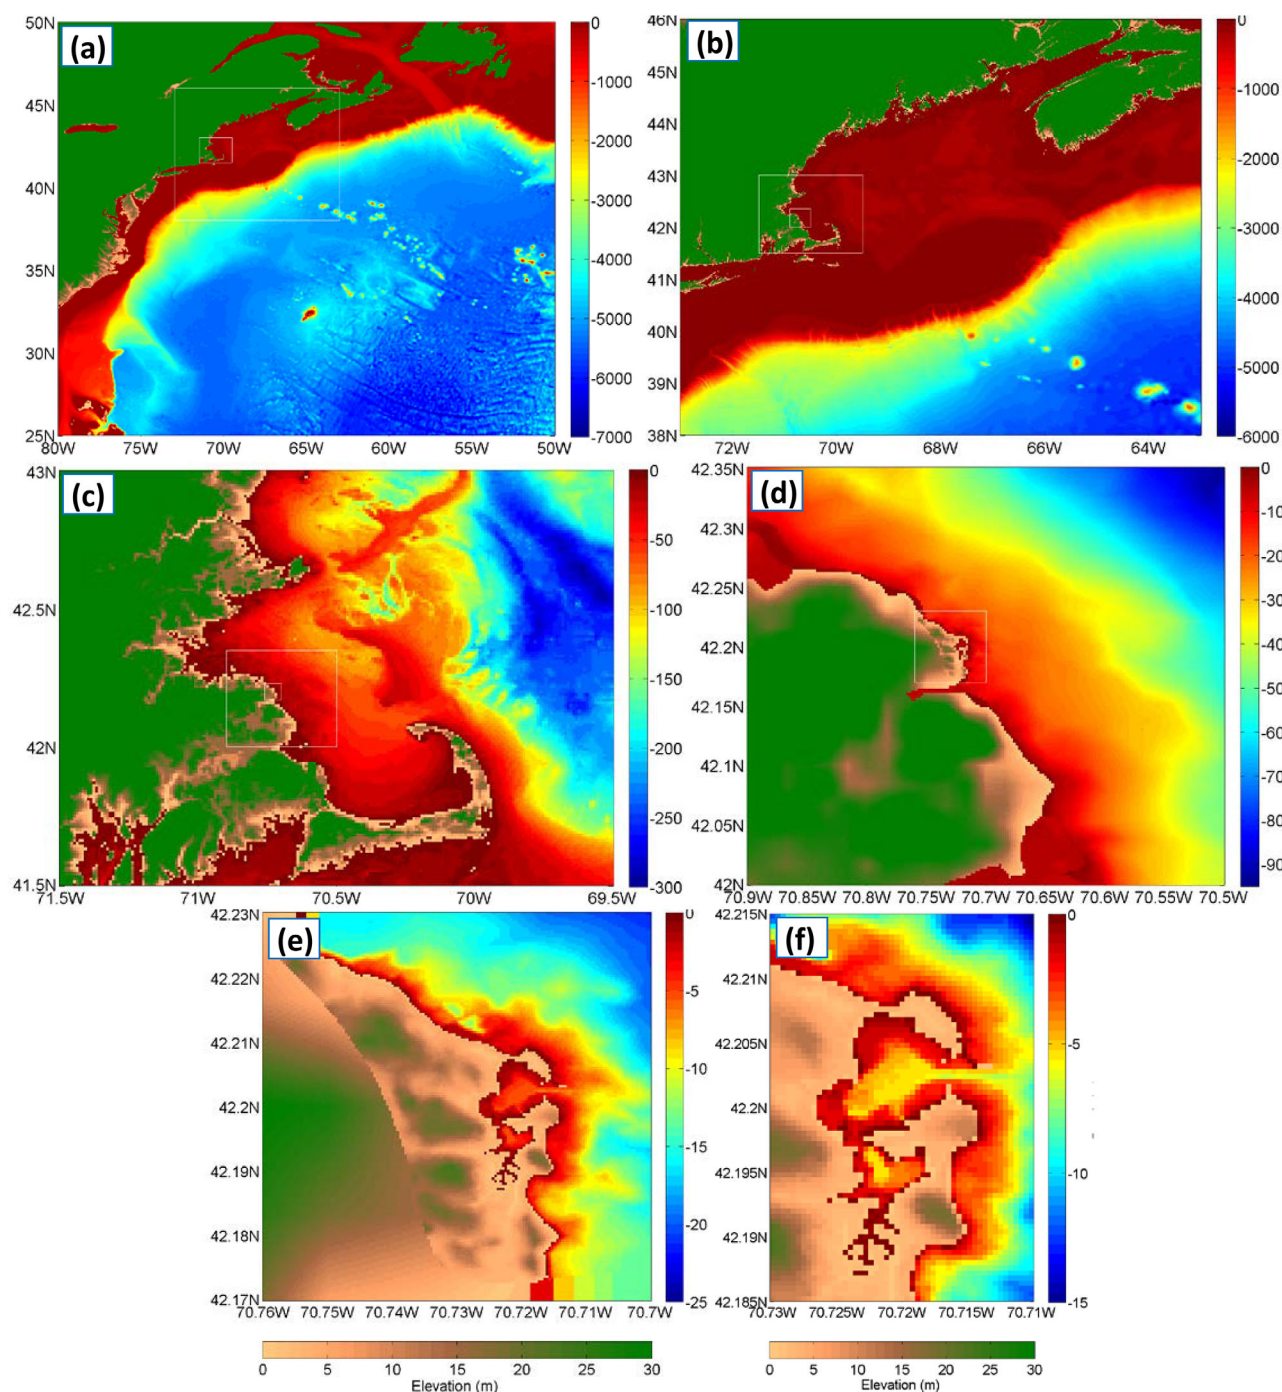 (a)
50N
45N
40N
35N
30N
25N
80W 75W 70W 65W 60W 55W 50W
0
-1000
-2000
-3000
-4000
-5000
-6000
-7000
(b)
46N
45N
44N
43N
42N
41N
40N
39N
38N
72W 70W 68W 66W 64W
0
-1000
-2000
-3000
-4000
-5000
-6000
(c)
43N
42.5N
42N
41.5N
71.5W 71W 70.5W 70W 69.5W
0
-50
-100
-150
-200
-250
-300
(d)
42.35N
42.3N
42.25N
42.2N
42.15N
42.1N
42.05N
42N
70.9W 70.85W 70.8W 70.75W 70.7W 70.65W 70.6W 70.55W 70.5W
0
-10
-20
-30
-40
-50
-60
-70
-80
-90
(e)
42.23N
42.22N
42.21N
42.2N
42.19N
42.18N
42.17N
70.76W 70.75W 70.74W 70.73W 70.72W 70.71W 70.7W
0
-5
-10
-15
-20
-25
(f)
42.215N
42.21N
42.205N
42.2N
42.195N
42.19N
42.185N
70.73W 70.725W 70.72W 70.715W 70.71W
0
-5
-10
-15
0 5 10 15 20 25 30
Elevation (m)
0 5 10 15 20 25 30
Elevation (m)